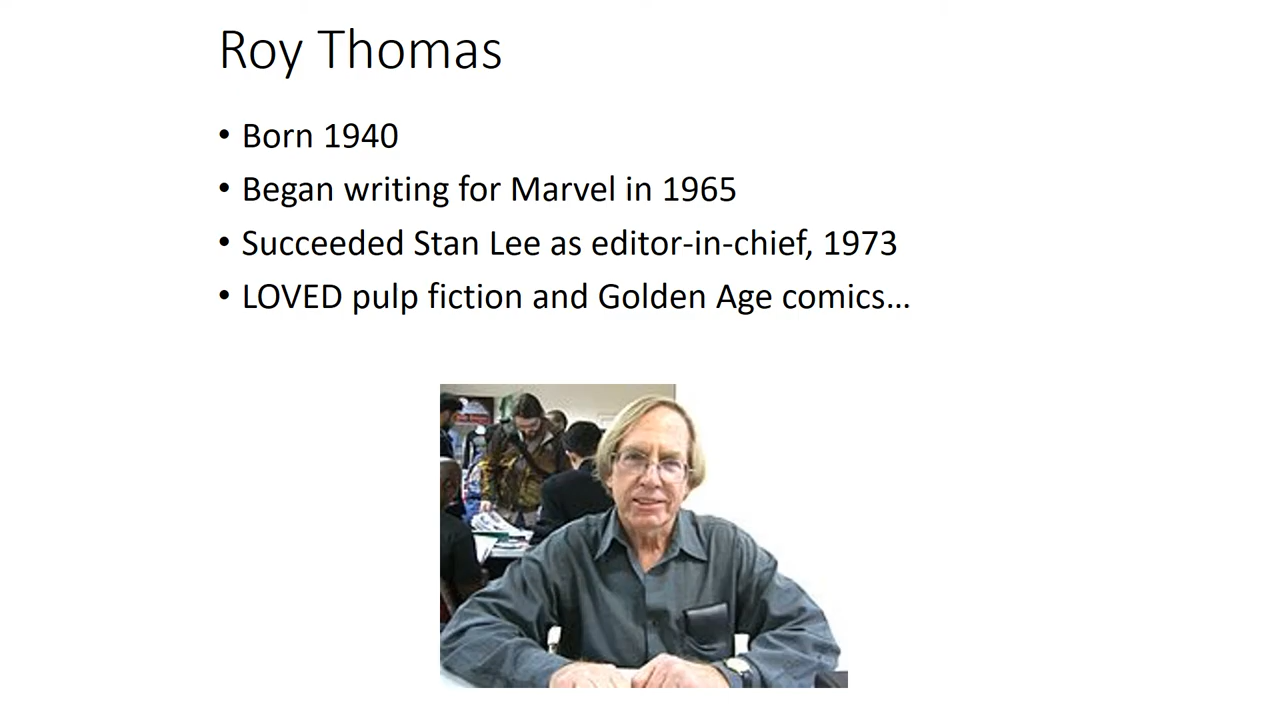 Roy Thomas
• Born 1940
• Began writing for Marvel in 1965
• Succeeded Stan Lee as editor-in-chief, 1973
• LOVED pulp fiction and Golden Age comics…